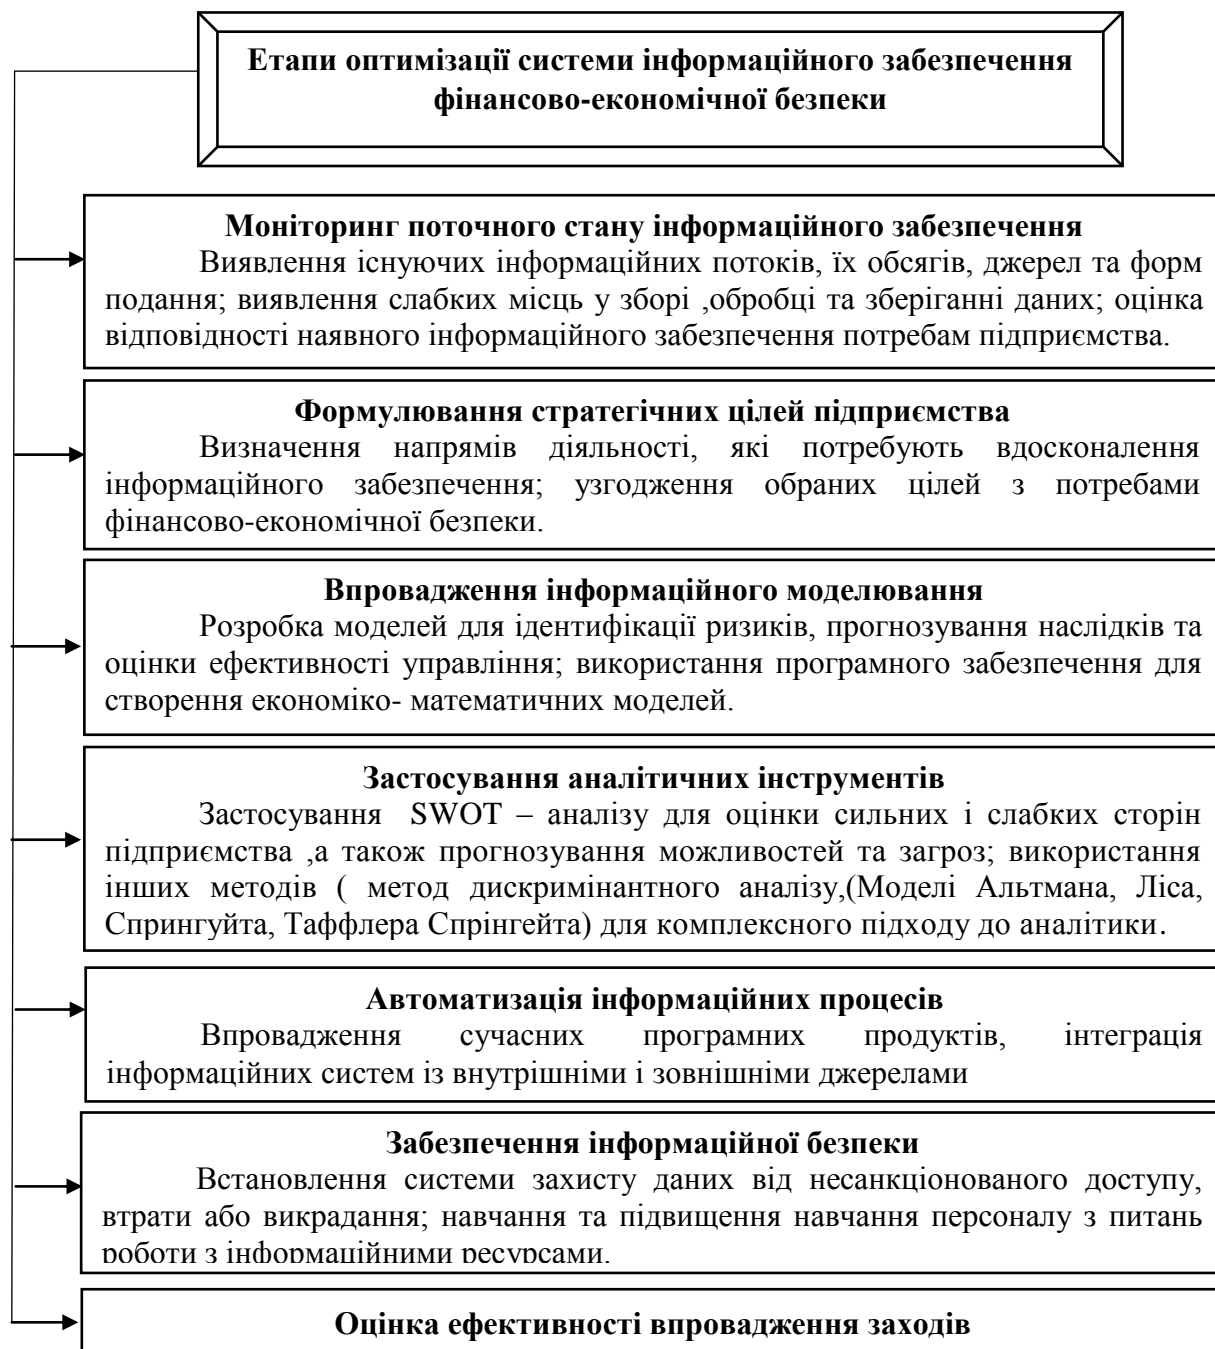 Етапи оптимізації системи інформаційного забезпечення
фінансово-економічної безпеки
Моніторинг поточного стану інформаційного забезпечення
Виявлення існуючих інформаційних потоків, їх обсягів, джерел та форм
подання; виявлення слабких місць у зборі ,обробці та зберіганні даних; оцінка
відповідності наявного інформаційного забезпечення потребам підприємства.
Формулювання стратегічних цілей підприємства
Визначення напрямів діяльності, які потребують вдосконалення
інформаційного забезпечення; узгодження обраних цілей з потребами
фінансово-економічної безпеки.
Впровадження інформаційного моделювання
Розробка моделей для ідентифікації ризиків, прогнозування наслідків та
оцінки ефективності управління; використання програмного забезпечення для
створення економіко- математичних моделей.
Застосування аналітичних інструментів
Застосування SWOT – аналізу для оцінки сильних і слабких сторін
підприємства ,а також прогнозування можливостей та загроз; використання
інших методів ( метод дискримінантного аналізу,(Моделі Альтмана, Ліса,
Спрингуйта, Таффлера Спрінгейта) для комплексного підходу до аналітики.
Автоматизація інформаційних процесів
Впровадження сучасних програмних продуктів, інтеграція
інформаційних систем із внутрішніми і зовнішніми джерелами
Забезпечення інформаційної безпеки
Встановлення системи захисту даних від несанкціонованого доступу,
втрати або викрадання; навчання та підвищення навчання персоналу з питань
роботи з інформаційними ресурсами.
Оцінка ефективності впровадження заходів